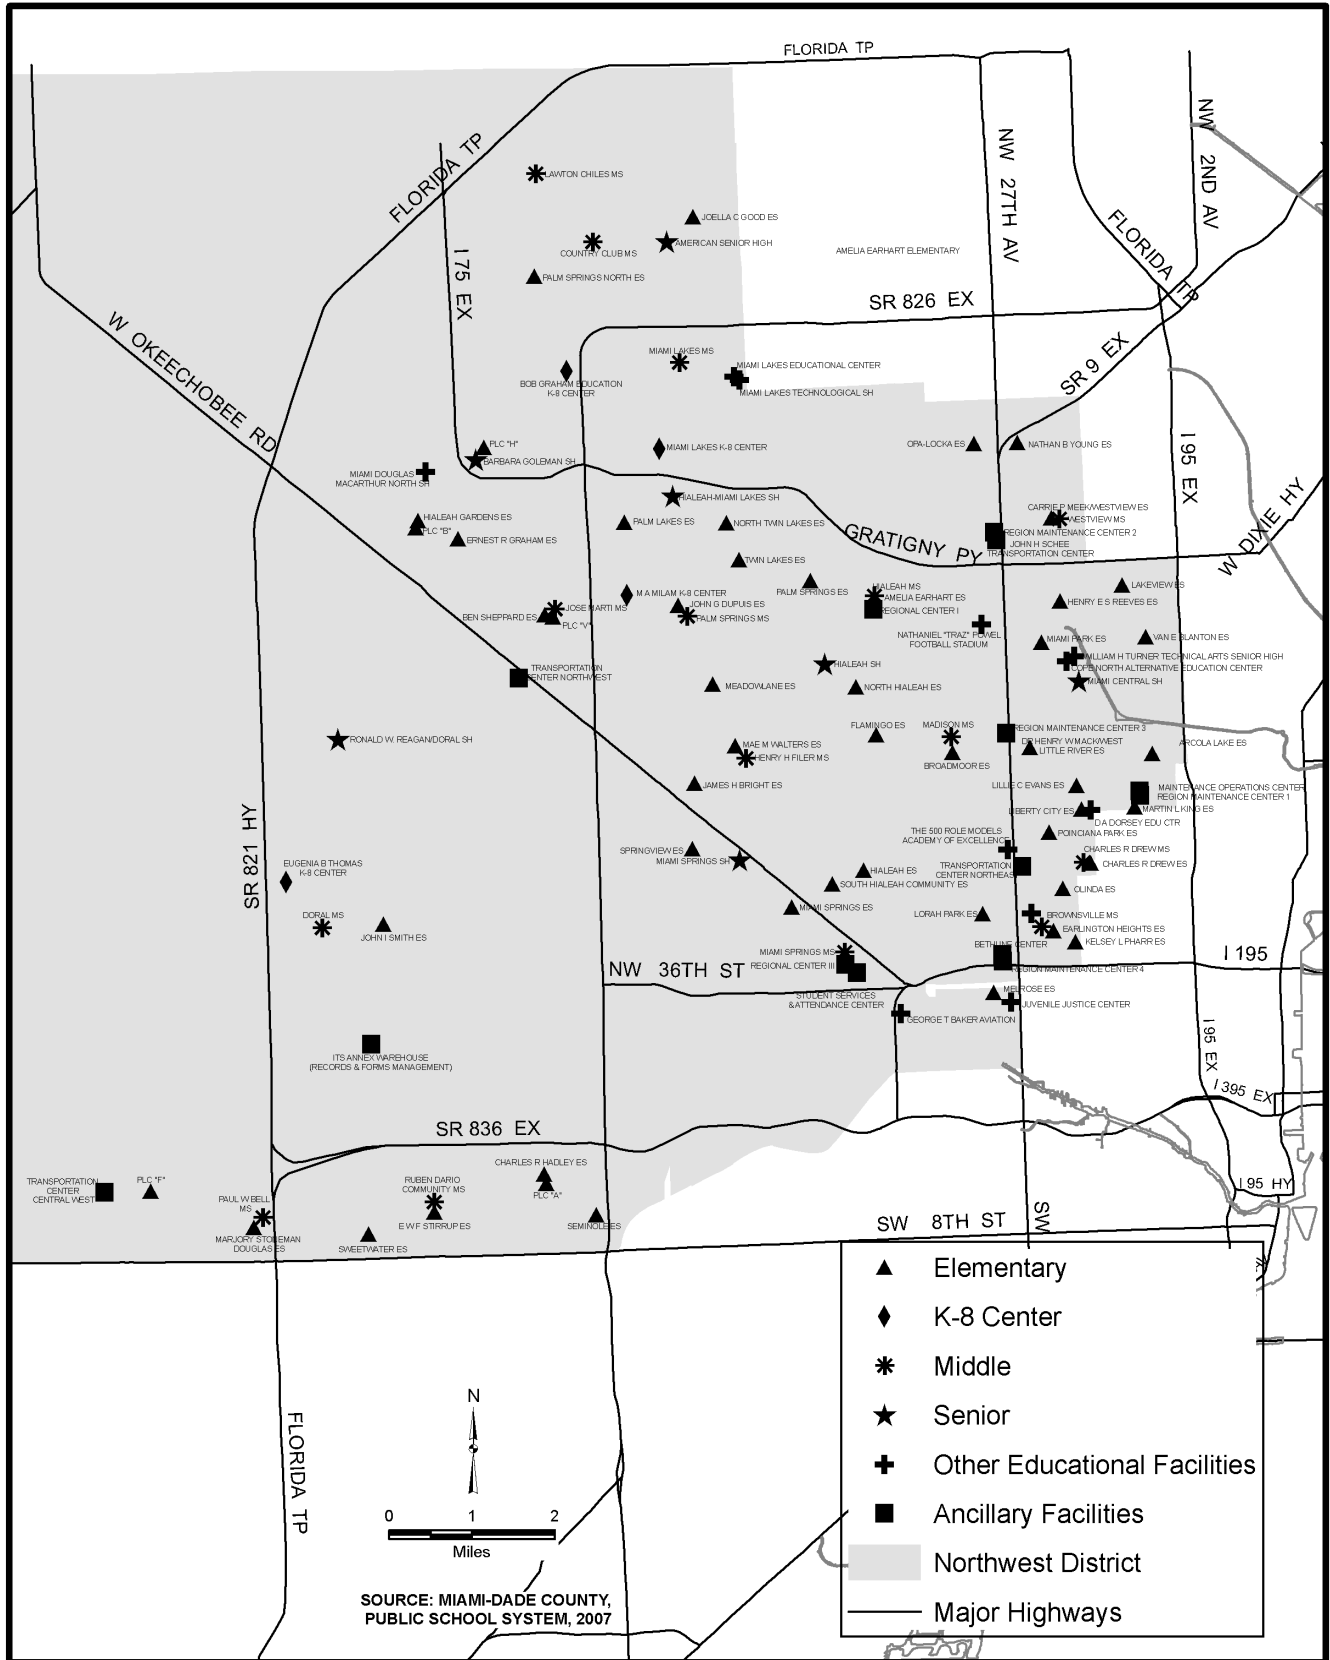 FLORIDA TP
FLORIDA TP
NW 27TH AV
NW 2ND AV
LAWTON CHILES MS
JOELLA C GOOD ES
AMERICAN SENIOR HIGH
COUNTRY CLUB MS
AMELIA EARHART ELEMENTARY
PALM SPRINGS NORTH ES
I 75 EX
FLORIDA TP
SR 826 EX
W OKEECHOBEE RD
MIAMI LAKES MS
MIAMI LAKES EDUCATIONAL CENTER
SR 9 EX
BOB GRAHAM EDUCATION
K-8 CENTER
MIAMI LAKES TECHNOLOGICAL SH
PLC "H"
MIAMI LAKES K-8 CENTER
OPA-LOCKA ES
NATHAN B YOUNG ES
BARBARA GOLEMAN SH
I 95 EX
MIAMI DOUGLAS
MACARTHUR NORTH SH
HIALEAH-MIAMI LAKES SH
CARRIE P MEEK/WESTVIEW ES
WESTVIEW MS
HIALEAH GARDENS ES
PLC "B"
PALM LAKES ES
NORTH TWIN LAKES ES
REGION MAINTENANCE CENTER 2
W DIXIE HY
ERNEST R GRAHAM ES
GRATIGNY PY
JOHN H SCHEE
TRANSPORTATION CENTER
TWIN LAKES ES
PALM SPRINGS ES
HIALEAH MS
LAKEVIEW ES
M A MILAM K-8 CENTER
AMELIA EARHART ES
HENRY E S REEVES ES
JOSE MARTI MS
JOHN G DUPUIS ES
REGIONAL CENTER I
BEN SHEPPARD ES
PALM SPRINGS MS
PLC "V"
NATHANIEL "TRAZ" POWEL
FOOTBALL STADIUM
MIAMI PARK ES
VAN E BLANTON ES
HIALEAH SH
WILLIAM H TURNER TECHNICAL ARTS SENIOR HIGH
COPE NORTH ALTERNATIVE EDUCATION CENTER
TRANSPORTATION
CENTER NORTHWEST
MEADOWLANE ES
NORTH HIALEAH ES
MIAMI CENTRAL SH
FLAMINGO ES
MADISON MS
REGION MAINTENANCE CENTER 3
RONALD W. REAGAN/DORAL SH
MAE M WALTERS ES
DR HENRY W MACK/WEST
LITTLE RIVER ES
ARCOLA LAKE ES
HENRY H FILER MS
BROADMOOR ES
JAMES H BRIGHT ES
LILLIE C EVANS ES
MAINTENANCE OPERATIONS CENTER
REGION MAINTENANCE CENTER 1
LIBERTY CITY ES
MARTIN L KING ES
D A DORSEY EDU CTR
SR 821 HY
THE 500 ROLE MODELS
ACADEMY OF EXCELLENCE
POINCIANA PARK ES
SPRINGVIEW ES
MIAMI SPRINGS SH
CHARLES R DREW MS
CHARLES R DREW ES
EUGENIA B THOMAS
K-8 CENTER
HIALEAH ES
TRANSPORTATION
CENTER NORTHEAST
SOUTH HIALEAH COMMUNITY ES
OLINDA ES
DORAL MS
MIAMI SPRINGS ES
LORAH PARK ES
BROWNSVILLE MS
JOHN I SMITH ES
EARLINGTON HEIGHTS ES
BETHUNE CENTER
KELSEY L PHARR ES
MIAMI SPRINGS MS
REGIONAL CENTER III
NW 36TH ST
REGION MAINTENANCE CENTER 4
I 195
STUDENT SERVICES
& ATTENDANCE CENTER
MELROSE ES
JUVENILE JUSTICE CENTER
GEORGE T BAKER AVIATION
ITS ANNEX WAREHOUSE
(RECORDS & FORMS MANAGEMENT)
I 95 EX
I 395 EX
SR 836 EX
CHARLES R HADLEY ES
PLC "A"
TRANSPORTATION
CENTER
CENTRAL WEST
PLC "F"
RUBEN DARIO
COMMUNITY MS
PAUL W BELL
MS
I 95 HY
E W F STIRRUP ES
SEMINOLE ES
SW 8TH ST
SW
MARJORY STONEMAN
DOUGLAS ES
SWEETWATER ES
Elementary
K-8 Center
Middle
Senior
Other Educational Facilities
Ancillary Facilities
Northwest District
Major Highways
FLORIDA TP
N
0 1 2
Miles
SOURCE: MIAMI-DADE COUNTY,
PUBLIC SCHOOL SYSTEM, 2007